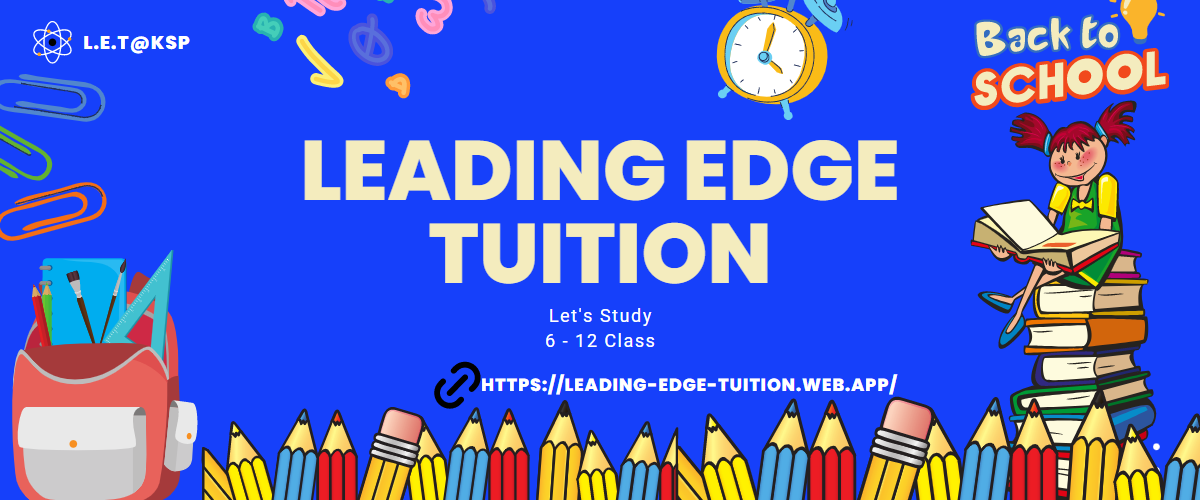 L.E.T@KSP
Back to
SCHOOL
LEADING EDGE
TUITION
Let's Study
6 - 12 Class
HTTPS://LEADING-EDGE-TUITION.WEB.APP/